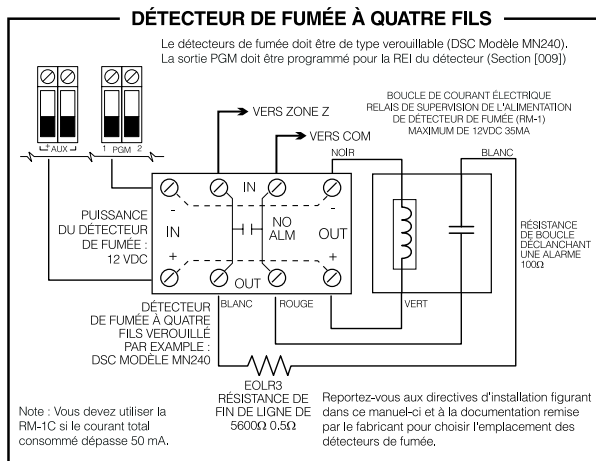 DÉTECTEUR DE FUMÉE À QUATRE FILS
Le détecteurs de fumée doit être de type verouillable (DSC Modèle MN240).
La sortie PGM doit être programmé pour la REI du détecteur (Section [009])
BOUCLE DE COURANT ÉLECTRIQUE
RELAIS DE SUPERVISION DE L'ALIMENTATION
DE DÉTECTEUR DE FUMÉE (RM-1)
MAXIMUM DE 12VDC 35MA
VERS ZONE Z
VERS COM
+ AUX -
1 PGM 2
NOIR
BLANC
IN
- -
PUISSANCE
DU DÉTECTEUR
DE FUMÉE :
12 VDC
IN
NO
ALM
OUT
+ +
OUT
RÉSISTANCE
DE BOUCLE
DÉCLANCHANT
UNE ALARME
100Ω
BLANC
ROUGE
VERT
DÉTECTEUR
DE FUMÉE À QUATRE
FILS VEROUILLÉ
PAR EXAMPLE :
DSC MODÈLE MN240
EOLR3
RÉSISTANCE DE
FIN DE LIGNE DE
5600Ω 0.5Ω
Note : Vous devez utiliser la
RM-1C si le courant total
consommé dépasse 50 mA.
Reportez-vous aux directives d'installation figurant
dans ce manuel-ci et à la documentation remise
par le fabricant pour choisir l'emplacement des
détecteurs de fumée.